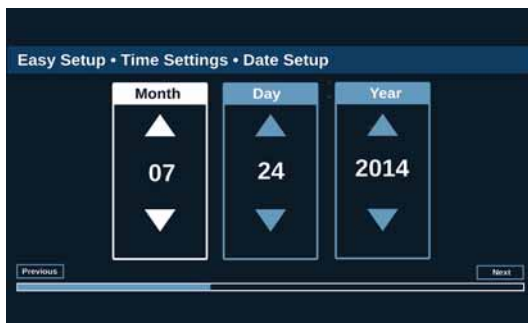 Easy Setup • Time Settings • Date Setup
Month Day Year
07 24 2014
Previous Next